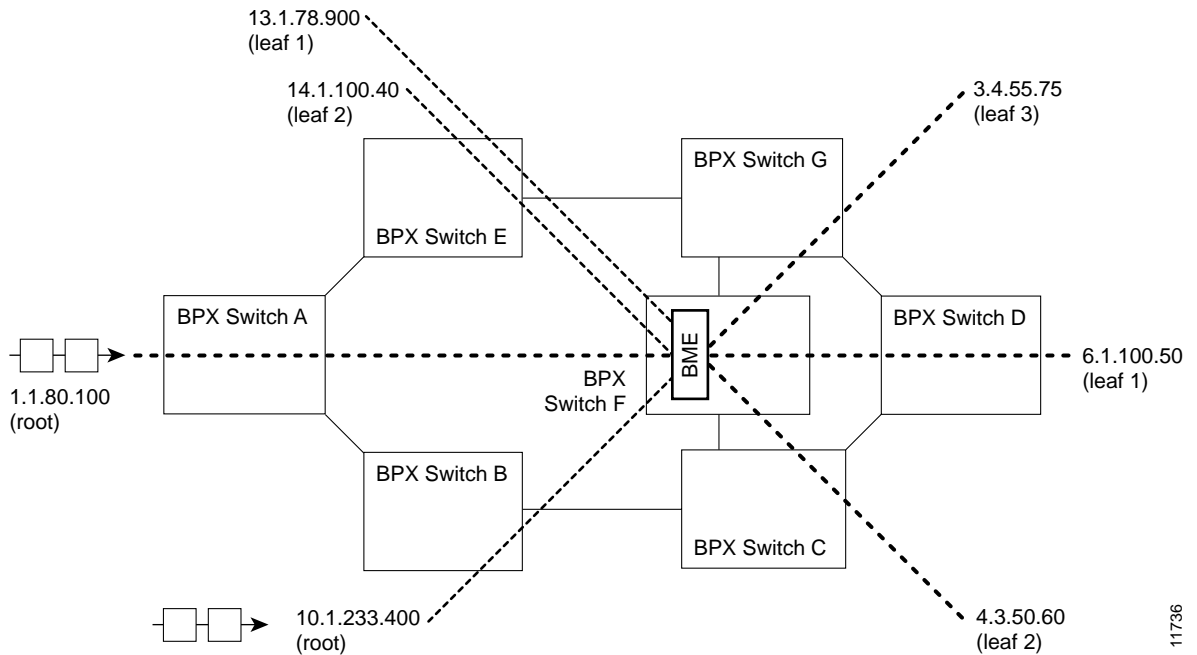 13.1.78.900
(leaf 1)
14.1.100.40
(leaf 2)
3.4.55.75
(leaf 3)
BPX Switch G
BPX Switch E
BPX Switch A
BPX Switch D
BME
6.1.100.50
(leaf 1)
BPX
Switch F
1.1.80.100
(root)
BPX Switch B
BPX Switch C
10.1.233.400
(root)
4.3.50.60
(leaf 2)
11736